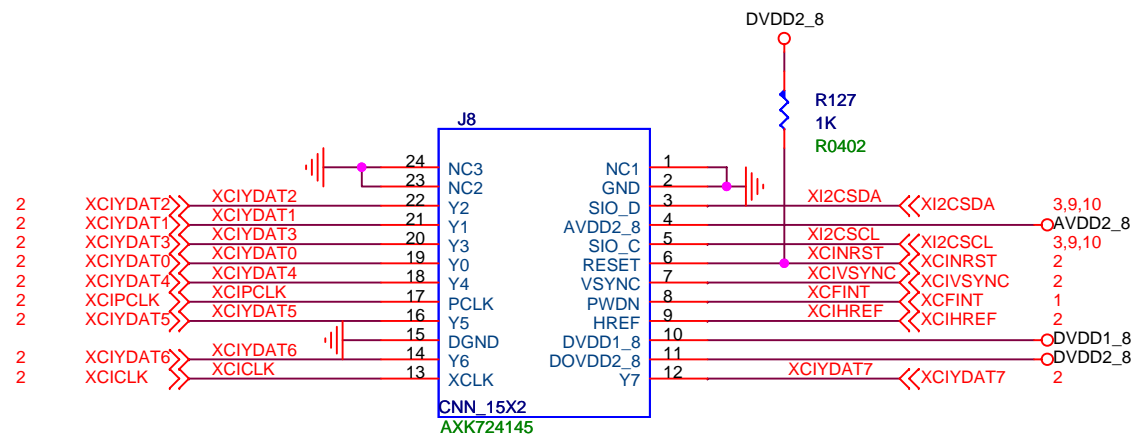 DVDD2_8
R127
1K
R0402
J8
24 NC3 NC1 1
23 NC2 GND 2
2 XCIYDAT2 XCIYDAT2 22 Y2 SIO_D 3 XI2CSDA XI2CSDA 3,9,10
2 XCIYDAT1 XCIYDAT1 21 Y1 AVDD2_8 4 AVDD2_8
2 XCIYDAT3 XCIYDAT3 20 Y3 SIO_C 5 XI2CSCL XI2CSCL 3,9,10
2 XCIYDAT0 XCIYDAT0 19 Y0 RESET 6 XCINRST XCINRST 2
2 XCIYDAT4 XCIYDAT4 18 Y4 VSYNC 7 XCIVSYNC XCIVSYNC 2
2 XCIPCLK XCIPCLK 17 PCLK PWDN 8 XCFINT XCFINT 1
2 XCIYDAT5 XCIYDAT5 16 Y5 HREF 9 XCIHREF XCIHREF 2
15 DGND DVDD1_8 10 DVDD1_8
2 XCIYDAT6 XCIYDAT6 14 Y6 DOVDD2_8 11 DVDD2_8
2 XCICLK XCICLK 13 XCLK Y7 12 XCIYDAT7 XCIYDAT7 2
CNN_15X2
AXK724145